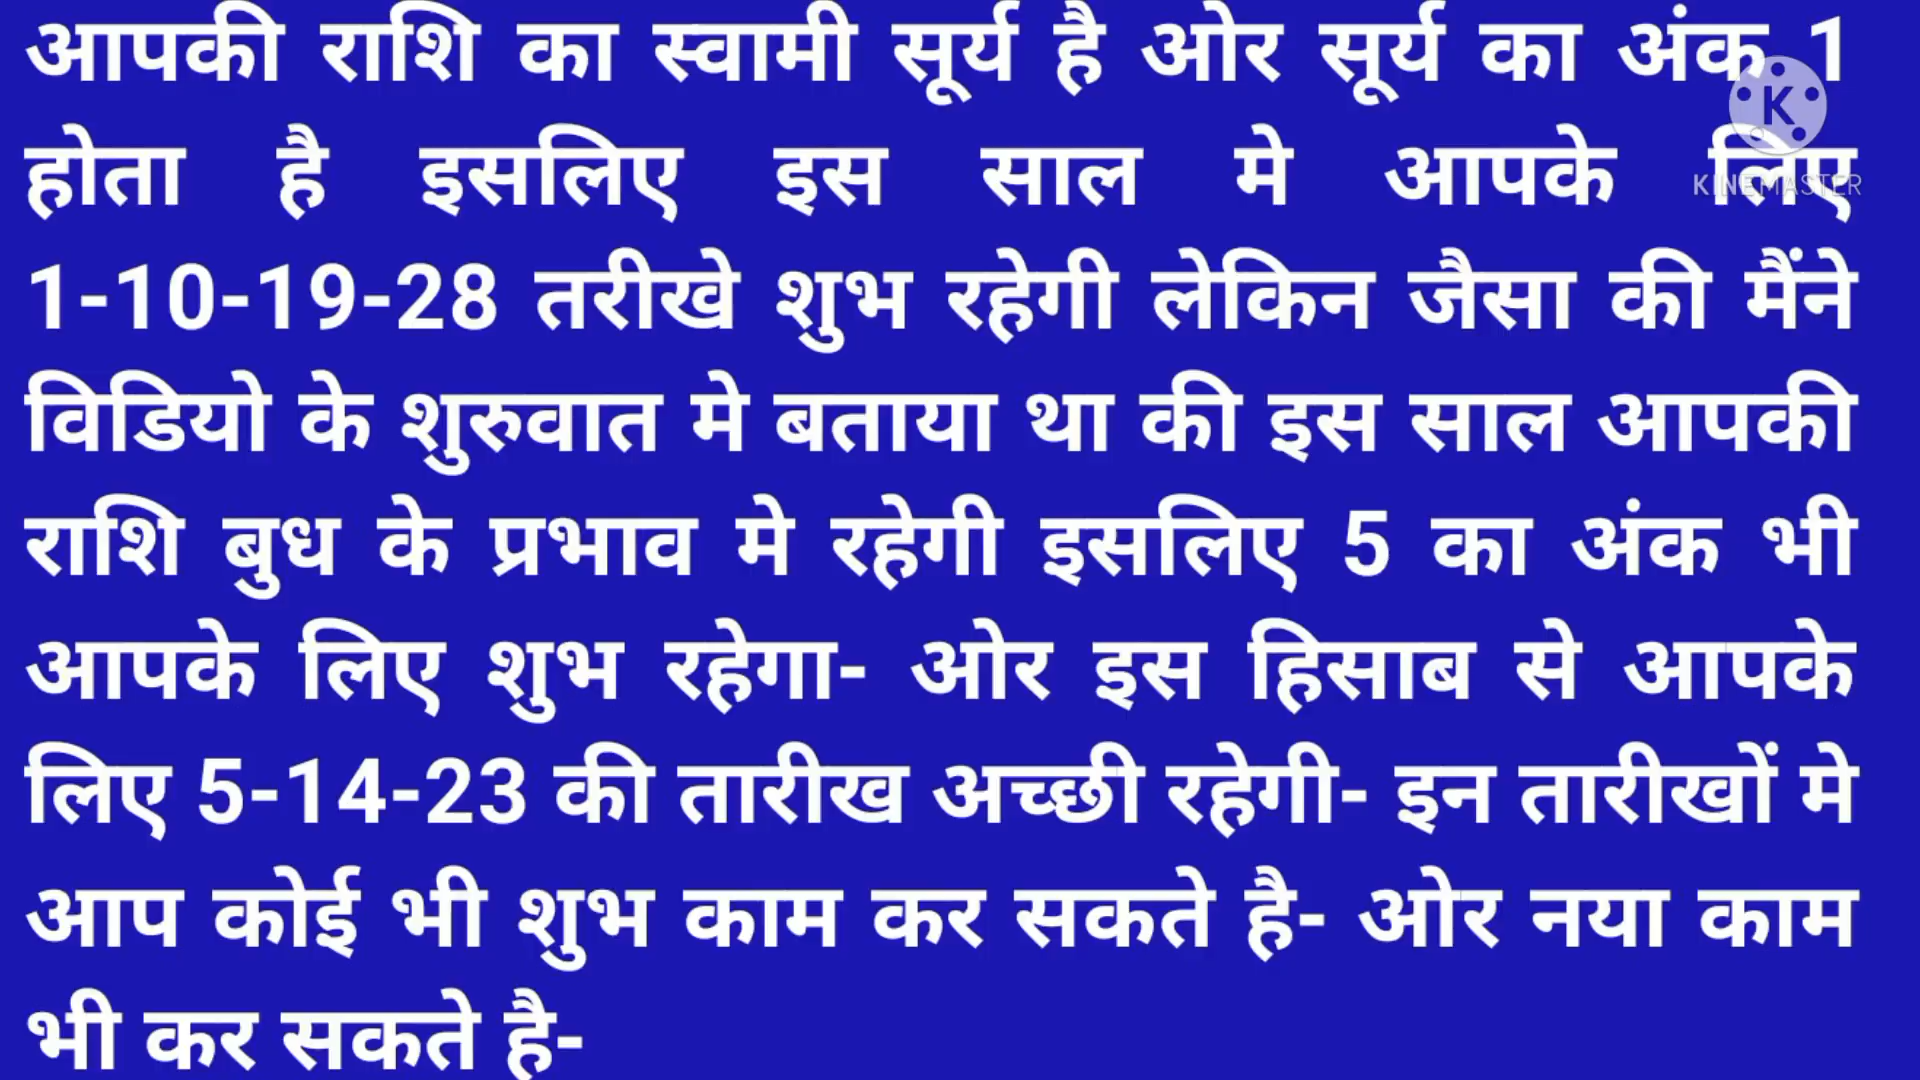 आपकी राशि का स्वामी सूर्य है ओर सूर्य का अंक 1
होता है इसलिए इस साल मे आपके लिए
KINEMASTER
1-10-19-28 तरीखे शुभ रहेगी लेकिन जैसा की मैंने
विडियो के शुरुवात मे बताया था की इस साल आपकी
राशि बुध के प्रभाव मे रहेगी इसलिए 5 का अंक भी
आपके लिए शुभ रहेगा- ओर इस हिसाब से आपके
लिए 5-14-23 की तारीख अच्छी रहेगी- इन तारीखों मे
आप कोई भी शुभ काम कर सकते है- ओर नया काम
भी कर सकते है-